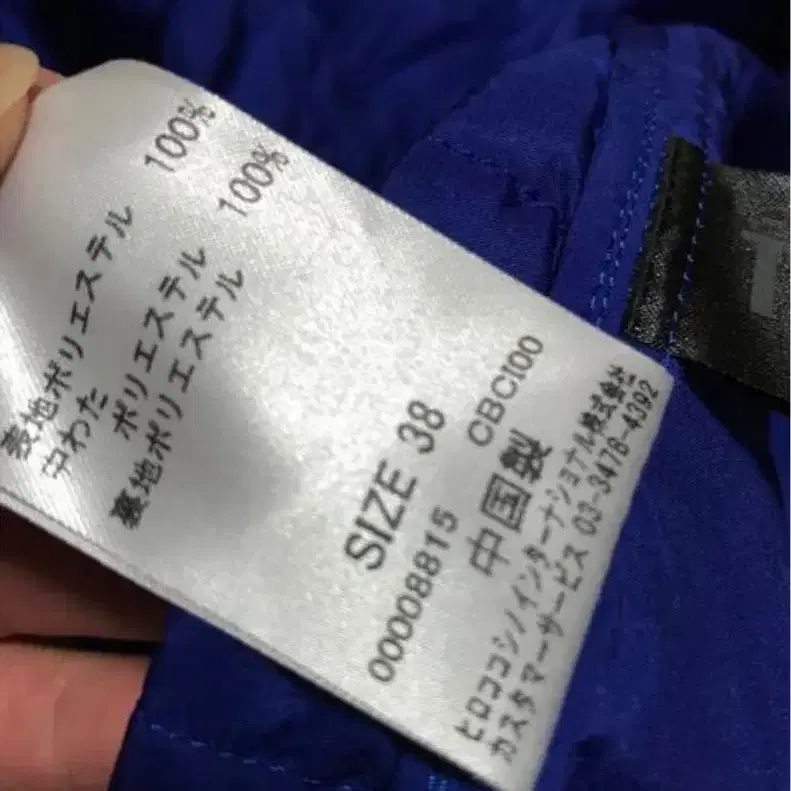 表地ポリエステル 100%
中わた
ポリエステル 100%
裏地ポリエステル
SIZE 38
00008815 CBC100
中国製
ヒロココシノインターナショナル株式会社
カスタマーサービス 03-3478-4392